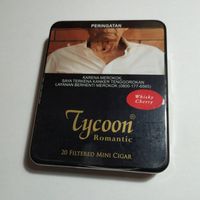 PERINGATAN
KARENA MEROKOK,
SAYA TERKENA KANKER TENGGOROKAN
LAYANAN BERHENTI MEROKOK (0800-177-6565)
Whisky
Cherry
Tycoon
Romantic
20 FILTERED MINI CIGAR